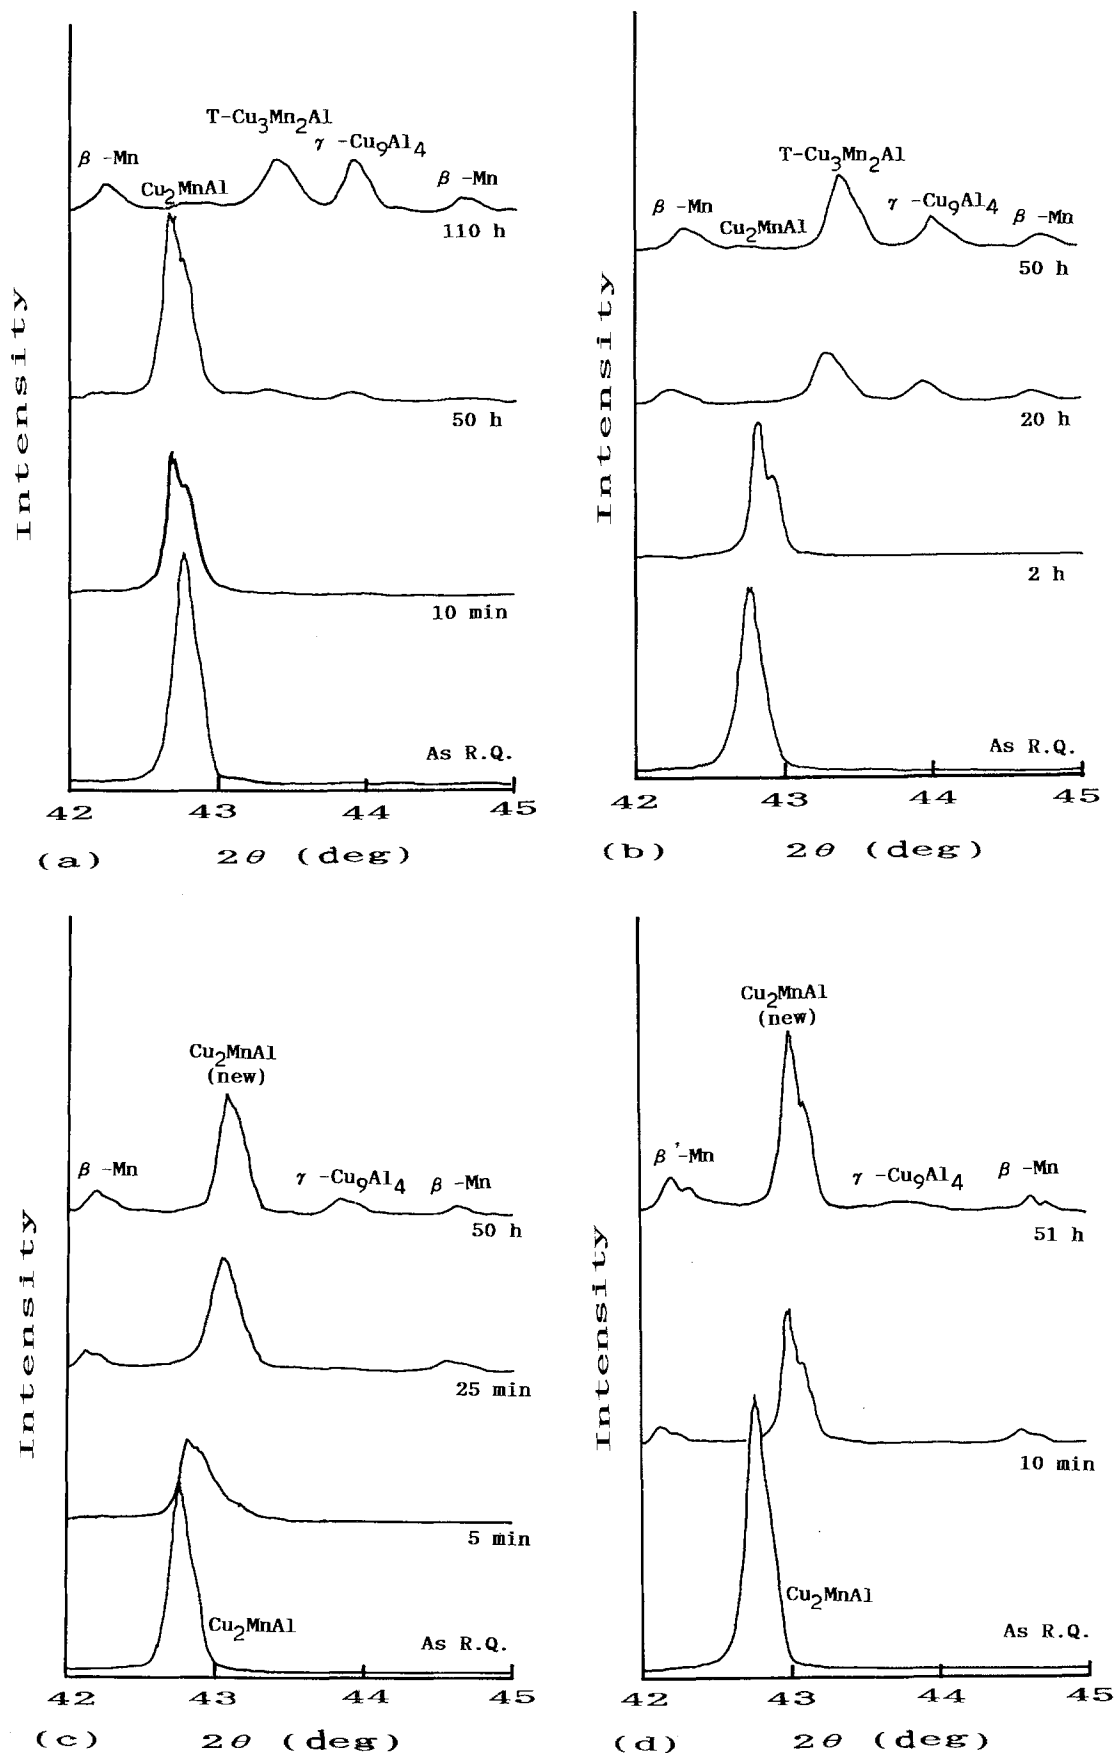 T-Cu3Mn2Al
γ -Cu9Al4
β -Mn
Cu2MnAl
β -Mn
110 h
50 h
10 min
As R.Q.
Intensity
42 43 44 45
(a) 2θ (deg)
T-Cu3Mn2Al
γ -Cu9Al4
β -Mn
Cu2MnAl
β -Mn
50 h
20 h
2 h
As R.Q.
Intensity
42 43 44 45
(b) 2θ (deg)
Cu2MnAl
(new)
β -Mn
γ -Cu9Al4
β -Mn
50 h
25 min
5 min
Cu2MnAl
As R.Q.
Intensity
42 43 44 45
(c) 2θ (deg)
Cu2MnAl
(new)
β '-Mn
γ -Cu9Al4
β -Mn
51 h
10 min
Cu2MnAl
As R.Q.
Intensity
42 43 44 45
(d) 2θ (deg)